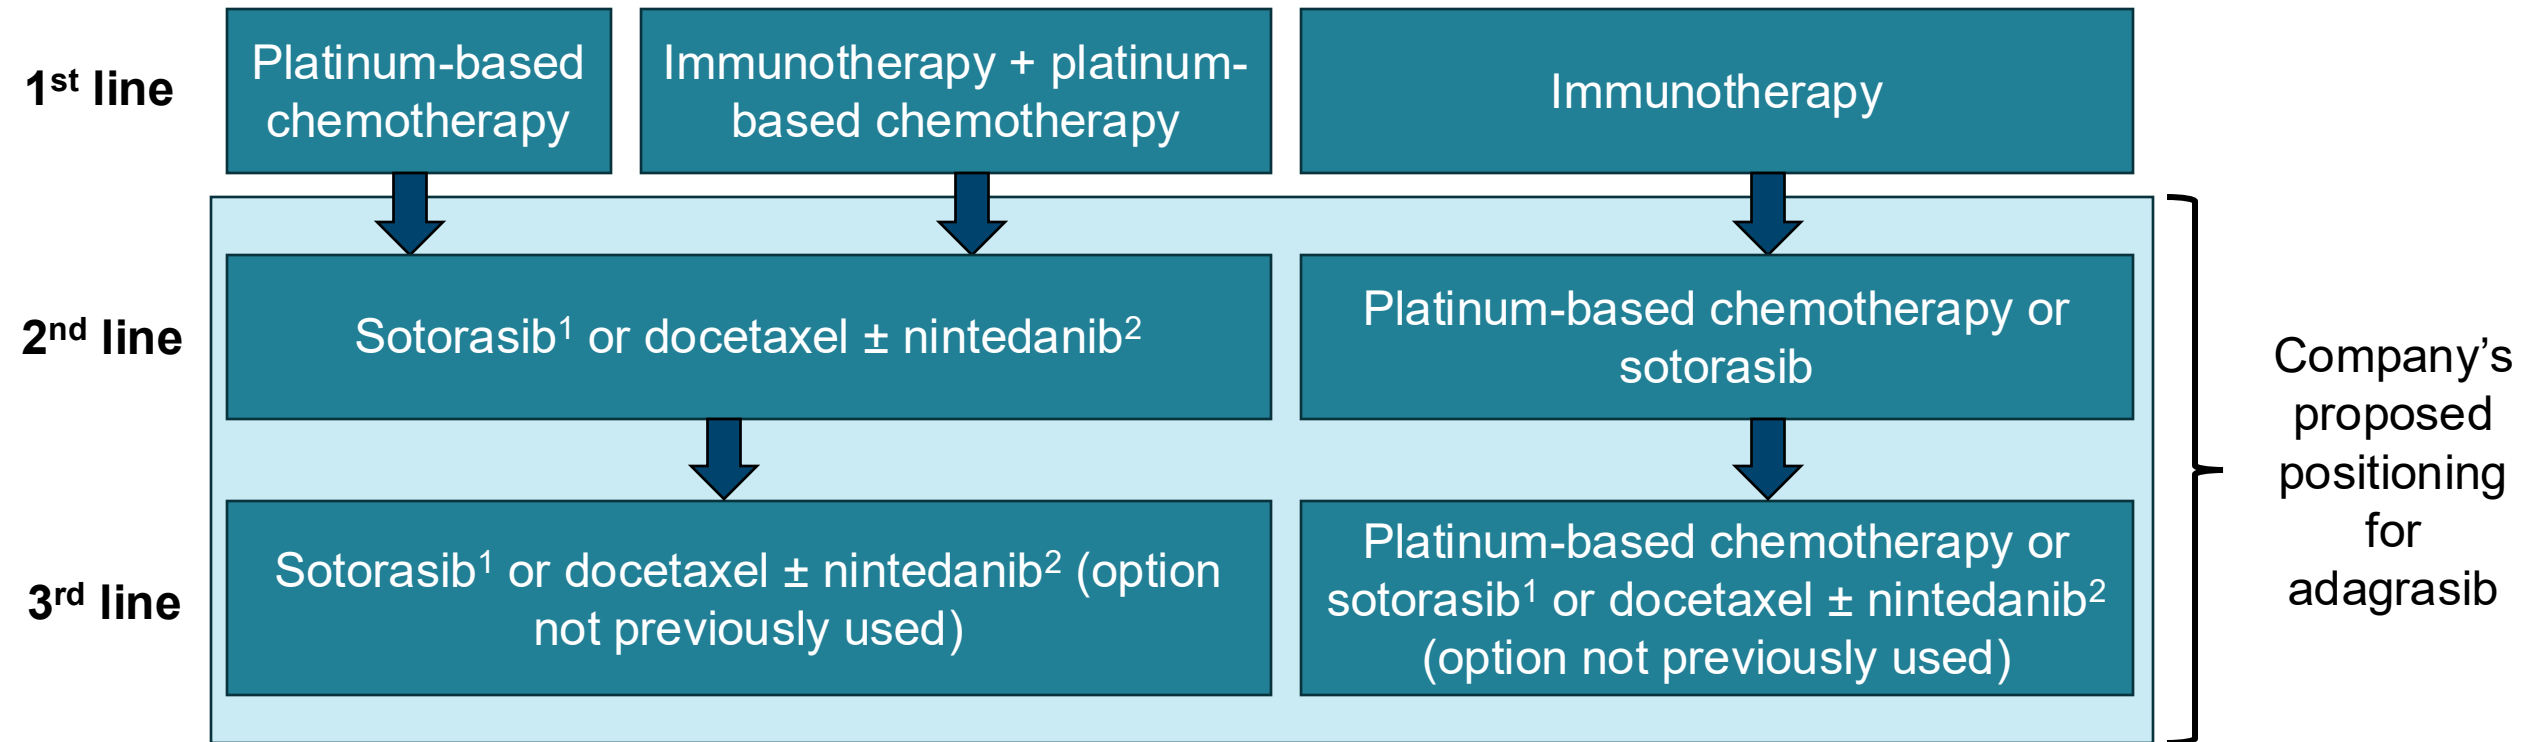 1st line
Platinum-based
chemotherapy
Immunotherapy + platinum-
based chemotherapy
Immunotherapy
2nd line
Sotorasib¹ or docetaxel ± nintedanib²
Platinum-based chemotherapy or
sotorasib
3rd line
Sotorasib¹ or docetaxel ± nintedanib² (option
not previously used)
Platinum-based chemotherapy or
sotorasib¹ or docetaxel ± nintedanib²
(option not previously used)
Company’s
proposed
positioning
for
adagrasib